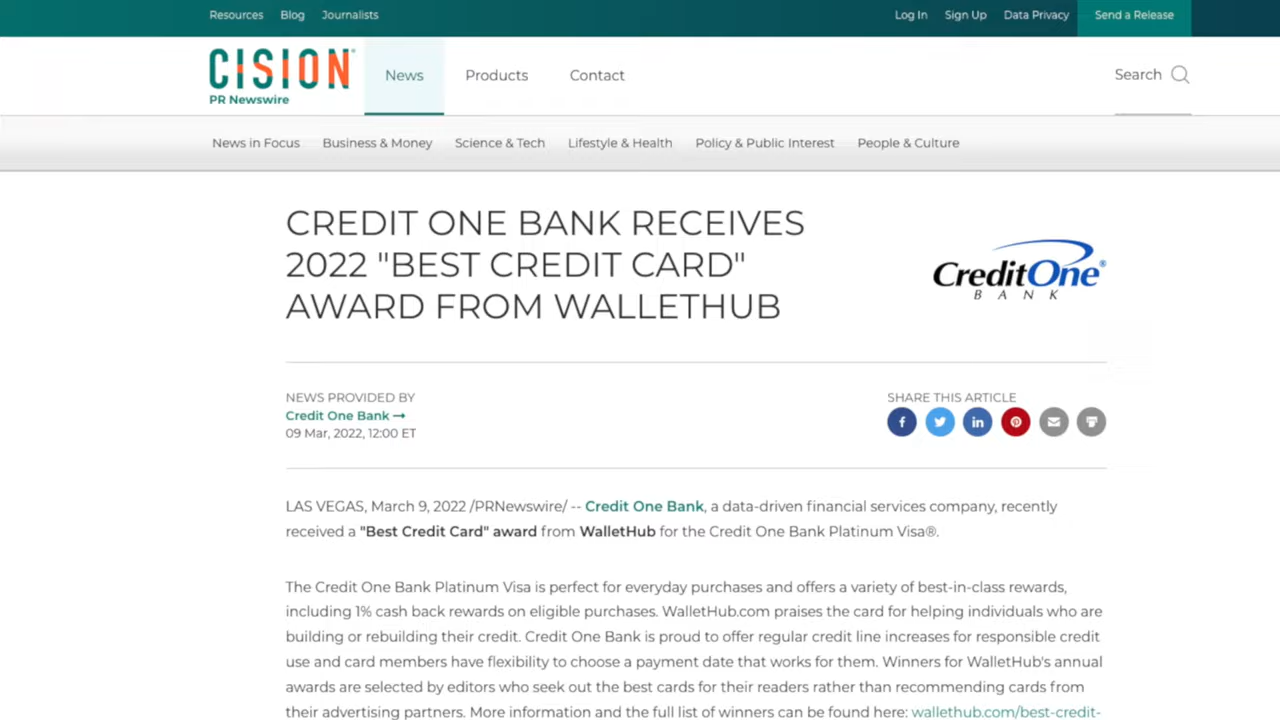 Resources Blog Journalists Log In Sign Up Data Privacy Send a Release
CISION
PR Newswire
News Products Contact Search
News in Focus Business & Money Science & Tech Lifestyle & Health Policy & Public Interest People & Culture
CREDIT ONE BANK RECEIVES
2022 "BEST CREDIT CARD"
AWARD FROM WALLETHUB
CreditOne®
BANK
NEWS PROVIDED BY
Credit One Bank →
09 Mar, 2022, 12:00 ET
SHARE THIS ARTICLE
LAS VEGAS, March 9, 2022 /PRNewswire/ -- Credit One Bank, a data-driven financial services company, recently
received a "Best Credit Card" award from WalletHub for the Credit One Bank Platinum Visa®.
The Credit One Bank Platinum Visa is perfect for everyday purchases and offers a variety of best-in-class rewards,
including 1% cash back rewards on eligible purchases. WalletHub.com praises the card for helping individuals who are
building or rebuilding their credit. Credit One Bank is proud to offer regular credit line increases for responsible credit
use and card members have flexibility to choose a payment date that works for them. Winners for WalletHub's annual
awards are selected by editors who seek out the best cards for their readers rather than recommending cards from
their advertising partners. More information and the full list of winners can be found here: wallethub.com/best-credit-